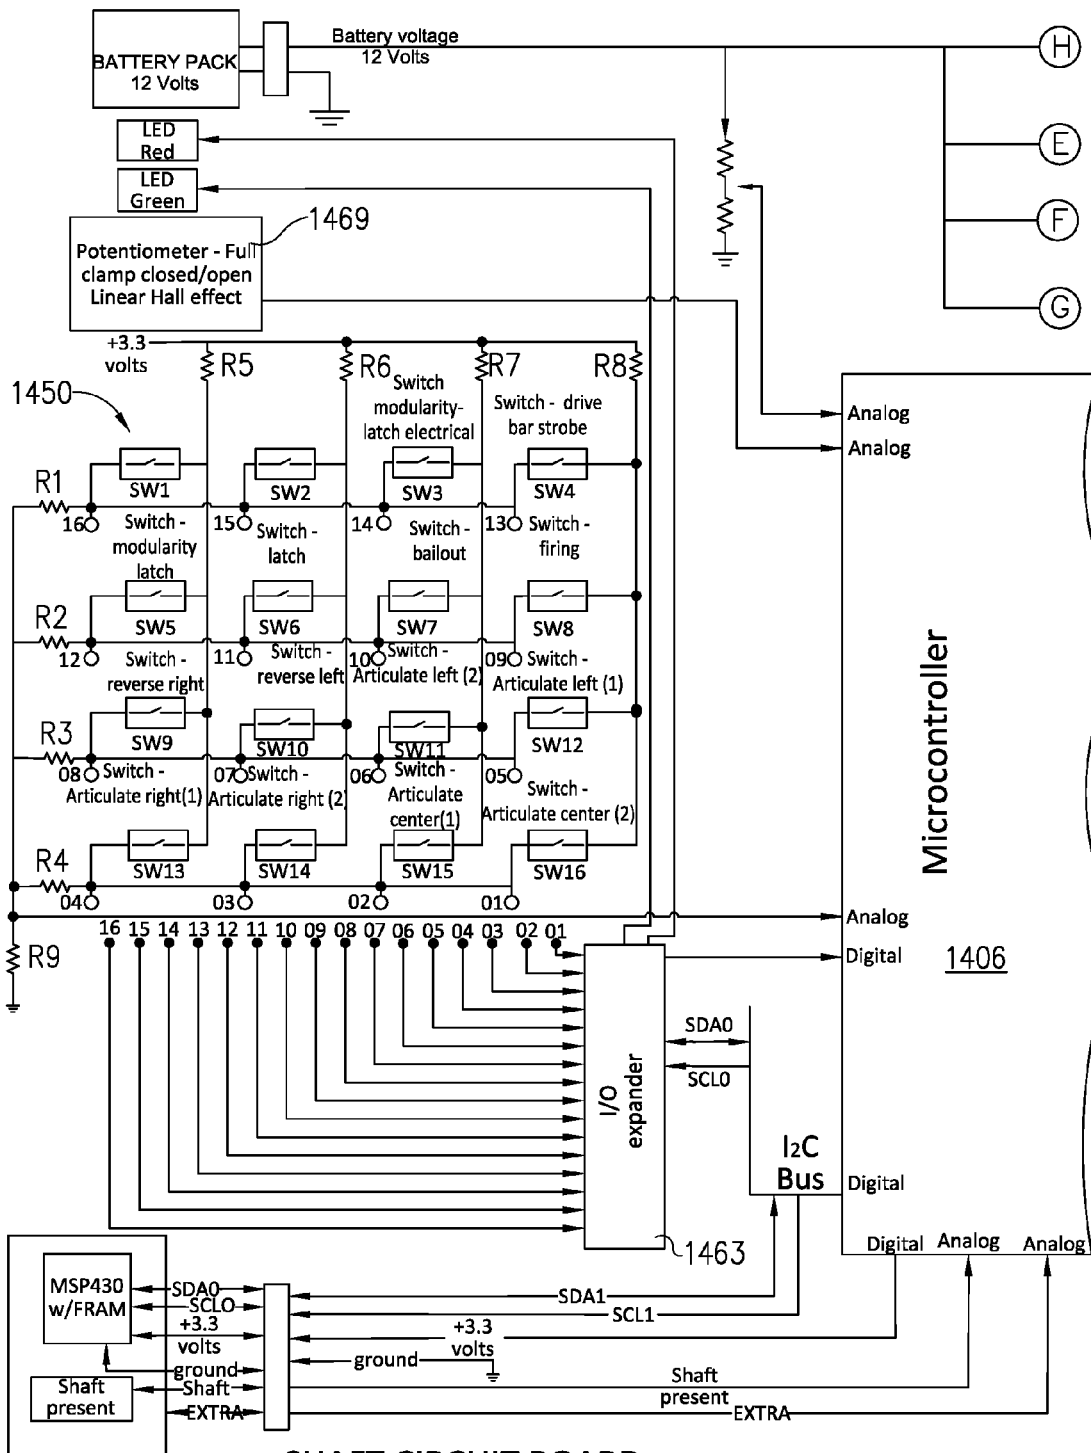 BATTERY PACK
12 Volts
Battery voltage
12 Volts
H
LED
Red
E
LED
Green
F
1469
Potentiometer - Full
clamp closed/open
Linear Hall effect
G
+3.3
volts
R5
R6
R7
R8
1450
Switch
modularity-
latch electrical
Switch - drive
bar strobe
Analog
Analog
R1
SW1
SW2
SW3
SW4
16
15
14
13
Switch -
modularity
latch
Switch -
latch
Switch -
bailout
Switch -
firing
R2
SW5
SW6
SW7
SW8
12
11
10
09
Switch -
reverse right
Switch -
reverse left
Switch -
Articulate left (2)
Switch -
Articulate left (1)
Microcontroller
R3
SW9
SW10
SW11
SW12
08
07
06
05
Switch -
Articulate right(1)
Switch -
Articulate right (2)
Switch -
Articulate
center(1)
Switch -
Articulate center (2)
R4
SW13
SW14
SW15
SW16
04
03
02
01
16 15 14 13 12 11 10 09 08 07 06 05 04 03 02 01
Analog
R9
Digital
1406
SDA0
SCL0
I/O
expander
I2C
Bus
Digital
1463
Digital
Analog
Analog
MSP430
w/FRAM
SDA0
SCLO
+3.3
volts
ground
Shaft
present
Shaft
EXTRA
SDA1
SCL1
+3.3
volts
ground
Shaft
present
EXTRA
SHAFT CIRCUIT BOARD